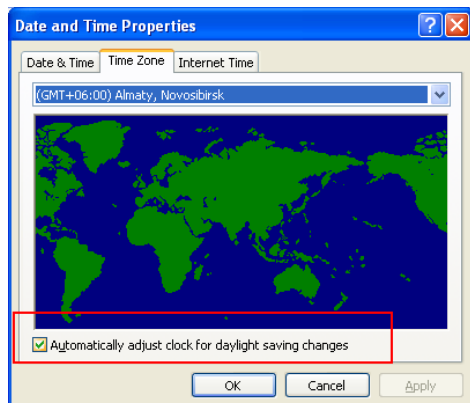 Date and Time Properties
Date & Time Time Zone Internet Time
(GMT+06:00) Almaty, Novosibirsk
Automatically adjust clock for daylight saving changes
OK Cancel Apply